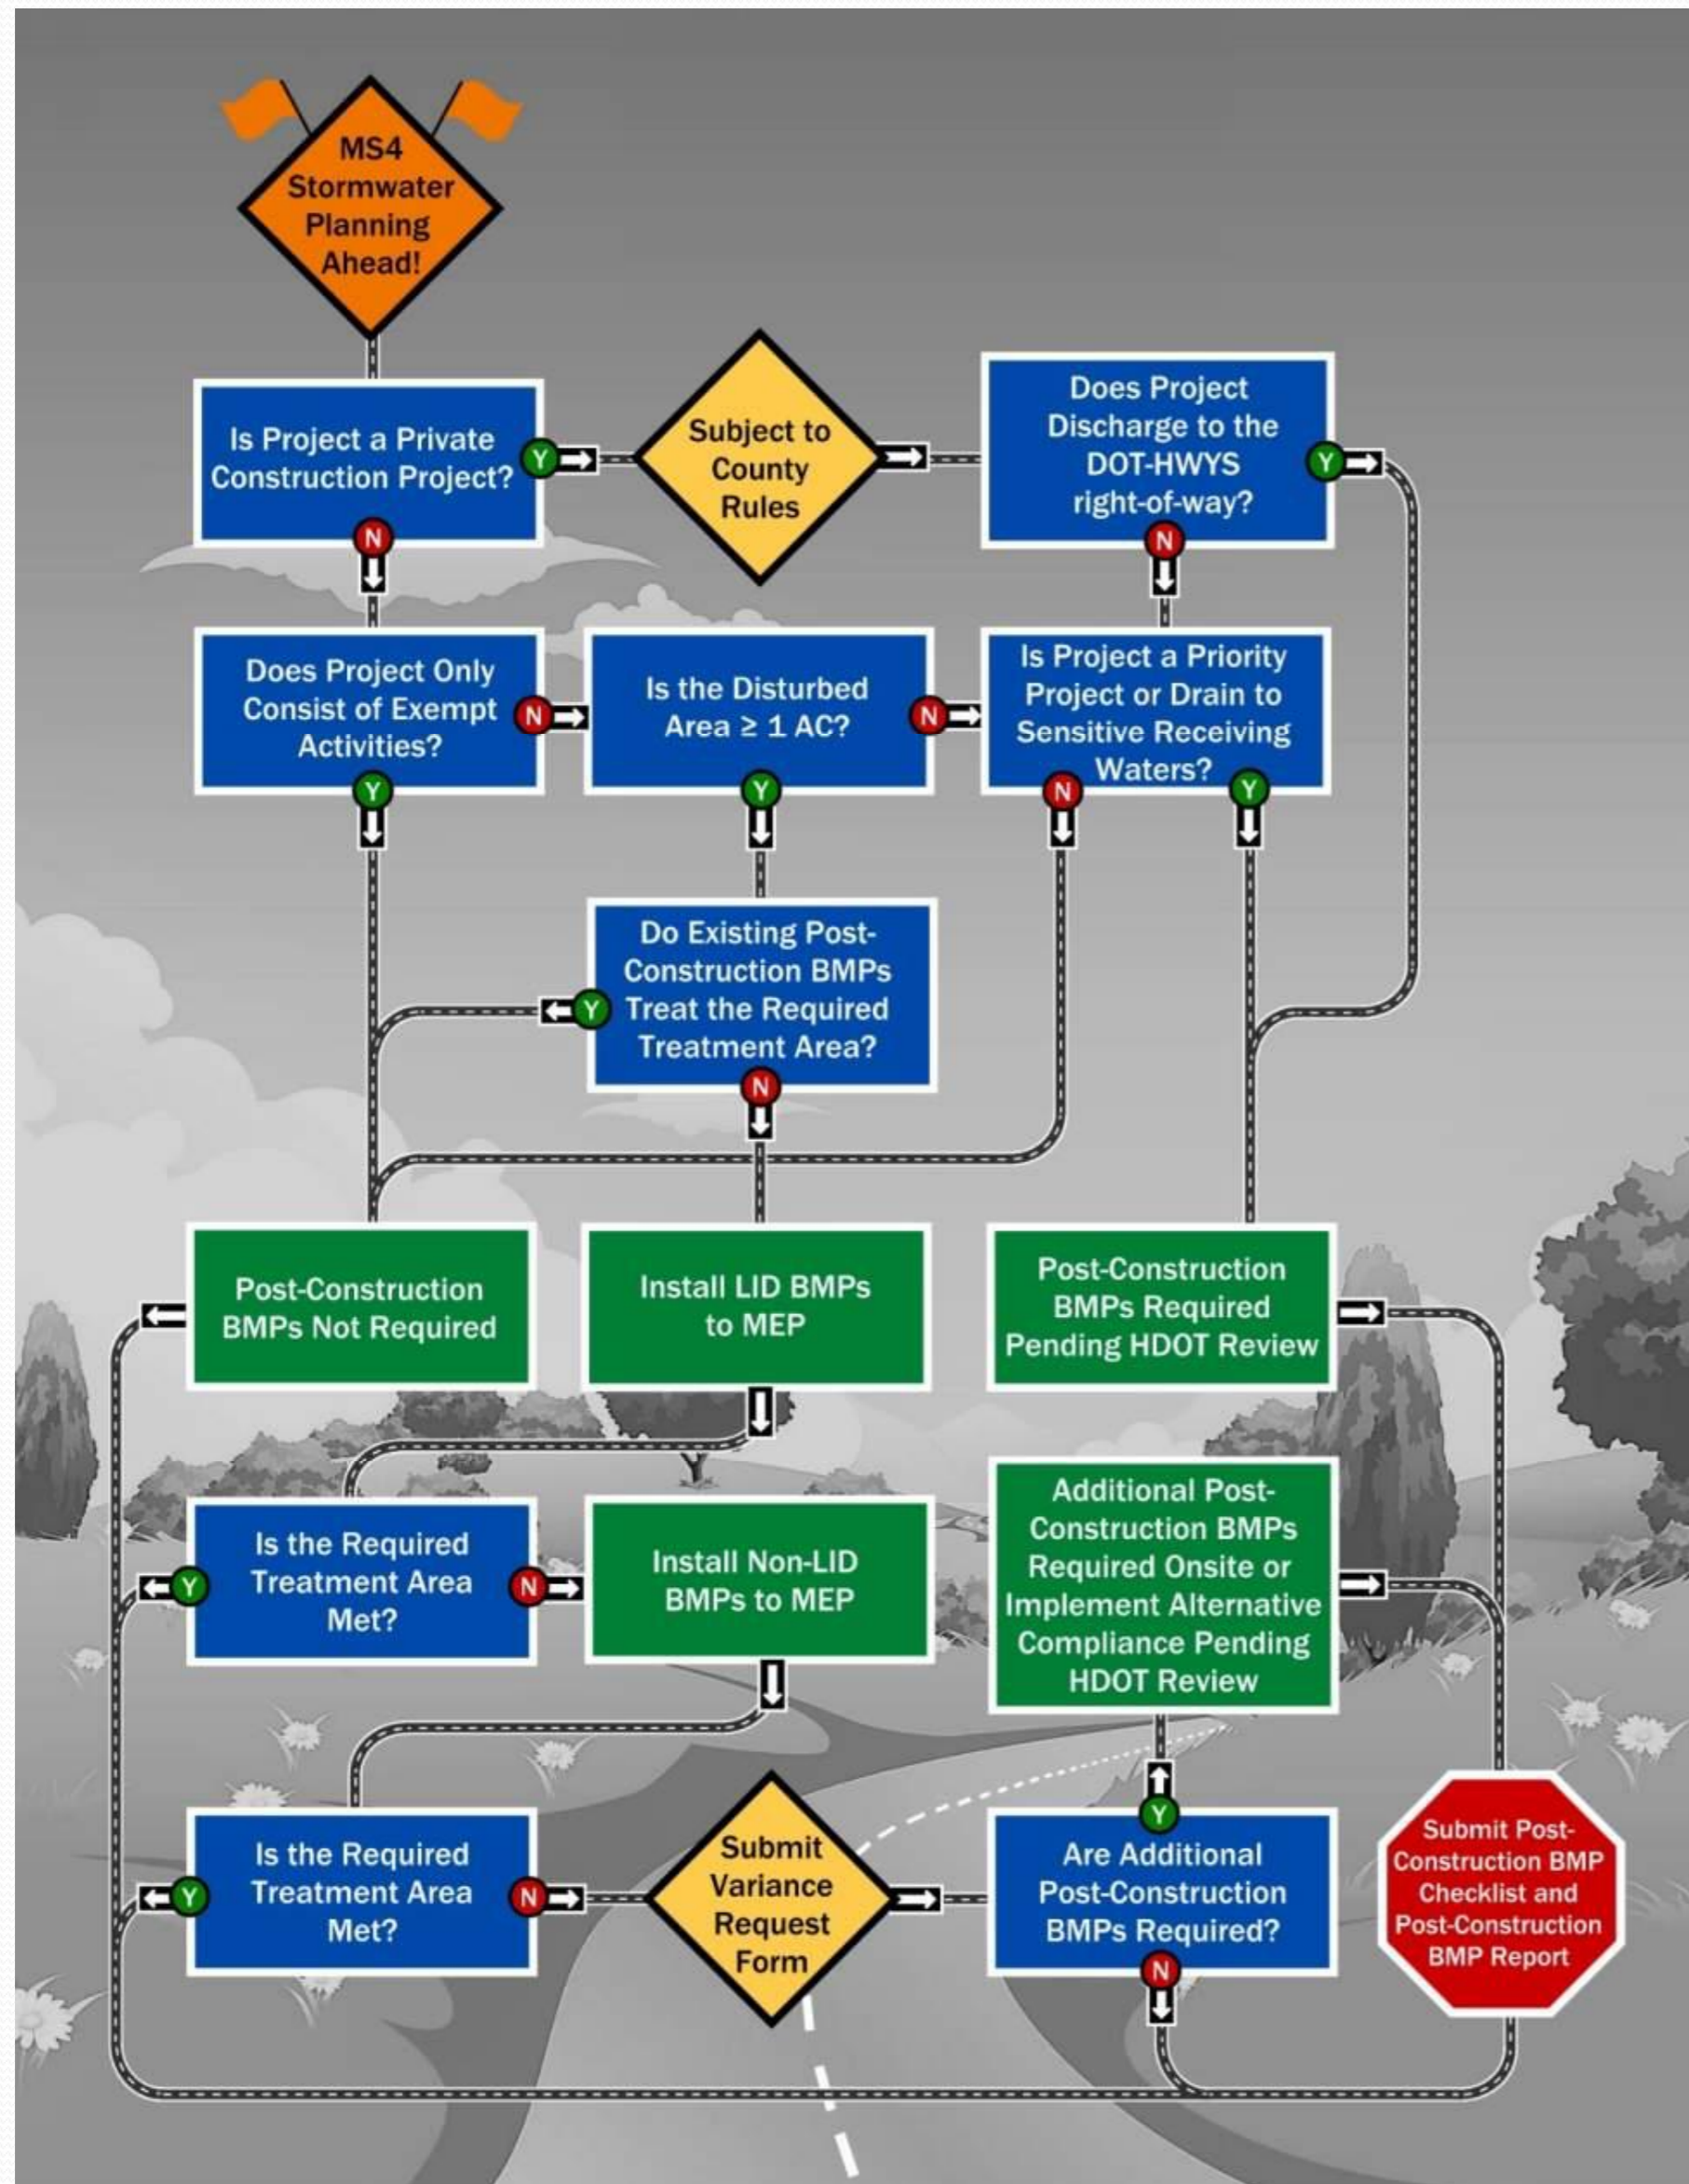 MS4
Stormwater
Planning
Ahead!
Is Project a Private
Construction Project?
Y
N
Subject to
County
Rules
Does Project
Discharge to the
DOT-HWYS
right-of-way?
Y
N
Does Project Only
Consist of Exempt
Activities?
N
Y
Is the Disturbed
Area ≥ 1 AC?
N
Y
Is Project a Priority
Project or Drain to
Sensitive Receiving
Waters?
N
Y
Do Existing Post-
Construction BMPs
Treat the Required
Treatment Area?
Y
N
Post-Construction
BMPs Not Required
Install LID BMPs
to MEP
Post-Construction
BMPs Required
Pending HDOT Review
Is the Required
Treatment Area
Met?
Y
N
Install Non-LID
BMPs to MEP
Additional Post-
Construction BMPs
Required Onsite or
Implement Alternative
Compliance Pending
HDOT Review
Is the Required
Treatment Area
Met?
Y
N
Submit
Variance
Request
Form
Y
Are Additional
Post-Construction
BMPs Required?
N
Submit Post-
Construction BMP
Checklist and
Post-Construction
BMP Report